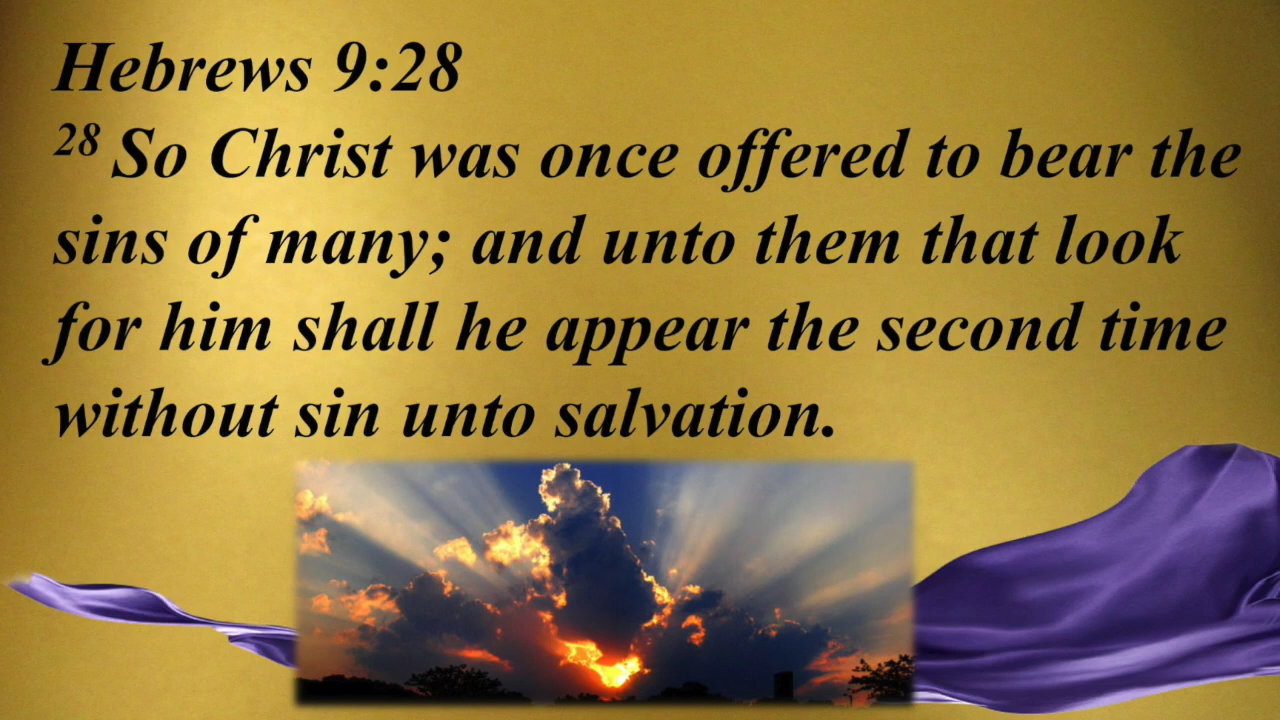 Hebrews 9:28
28 So Christ was once offered to bear the
sins of many; and unto them that look
for him shall he appear the second time
without sin unto salvation.